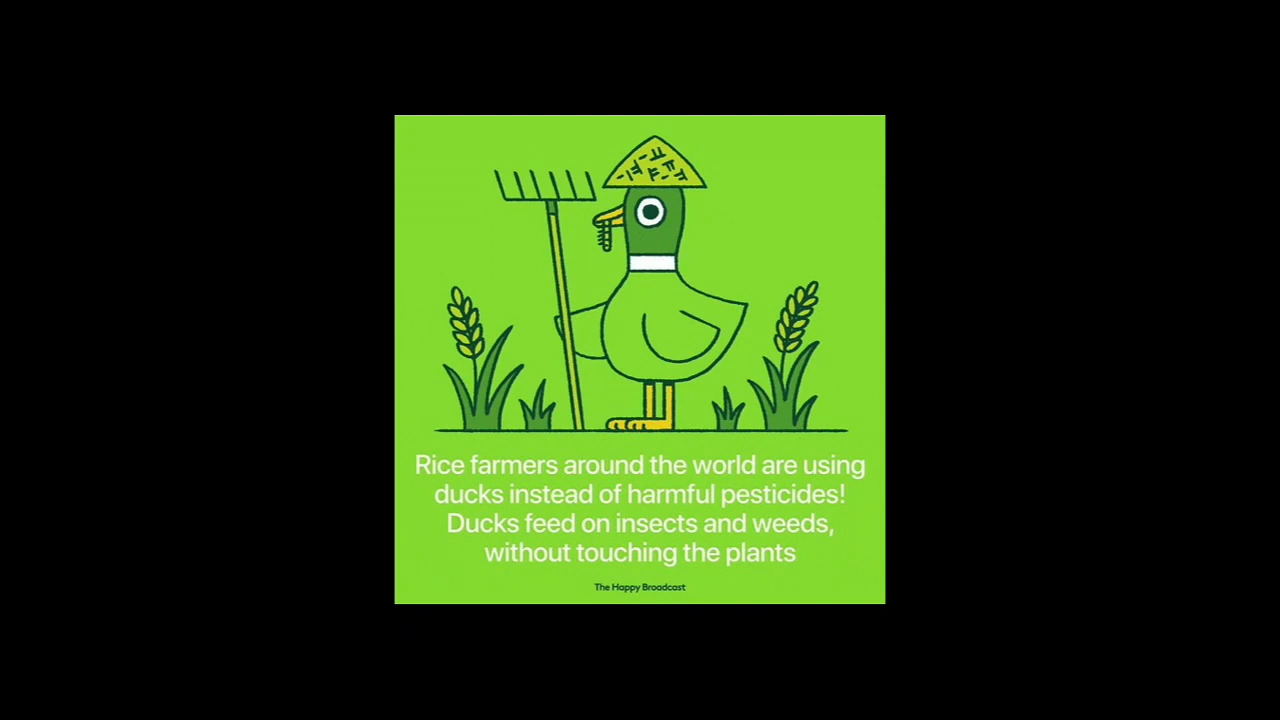 Rice farmers around the world are using
ducks instead of harmful pesticides!
Ducks feed on insects and weeds,
without touching the plants
The Happy Broadcast